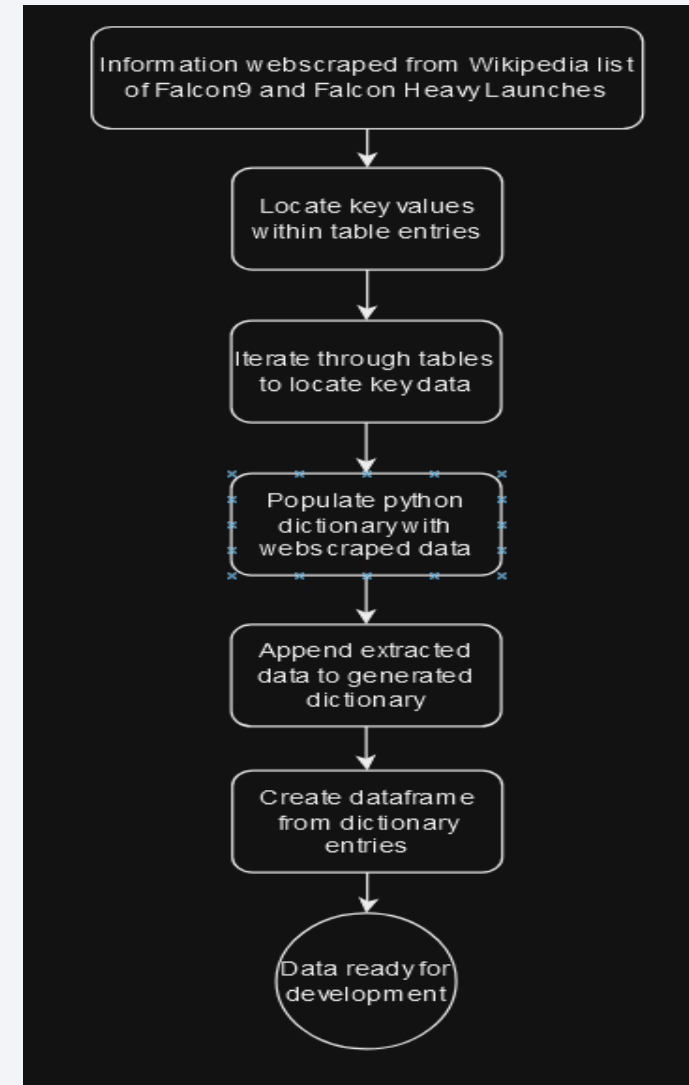 Information webscraped from Wikipedia list
of Falcon9 and Falcon Heavy Launches
Locate key values
within table entries
Iterate through tables
to locate key data
Populate python
dictionary with
webscraped data
Append extracted
data to generated
dictionary
Create dataframe
from dictionary
entries
Data ready for
development